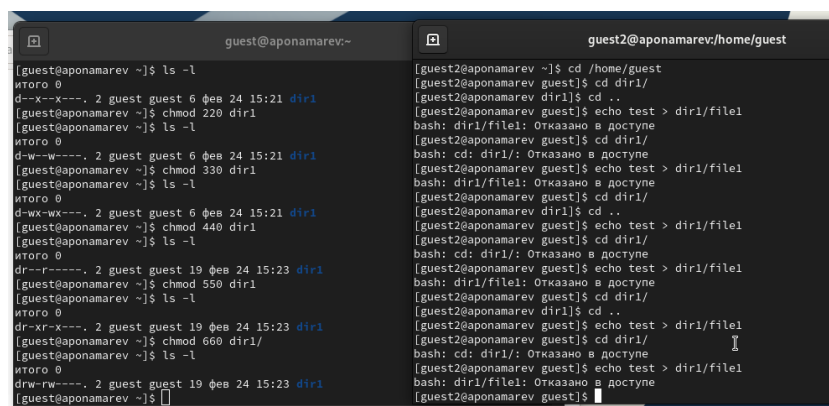 guest@aponamarev:~
[guest@aponamarev ~]$ ls -l
итого 0
d--x--x---. 2 guest guest 6 фев 24 15:21 dir1
[guest@aponamarev ~]$ chmod 220 dir1
[guest@aponamarev ~]$ ls -l
итого 0
d-w--w----. 2 guest guest 6 фев 24 15:21 dir1
[guest@aponamarev ~]$ chmod 330 dir1
[guest@aponamarev ~]$ ls -l
итого 0
d-wx-wx---. 2 guest guest 6 фев 24 15:21 dir1
[guest@aponamarev ~]$ chmod 440 dir1
[guest@aponamarev ~]$ ls -l
итого 0
dr--r-----. 2 guest guest 19 фев 24 15:23 dir1
[guest@aponamarev ~]$ chmod 550 dir1
[guest@aponamarev ~]$ ls -l
итого 0
dr-xr-x---. 2 guest guest 19 фев 24 15:23 dir1
[guest@aponamarev ~]$ chmod 660 dir1/
[guest@aponamarev ~]$ ls -l
итого 0
drw-rw----. 2 guest guest 19 фев 24 15:23 dir1
[guest@aponamarev ~]$
guest2@aponamarev:/home/guest
[guest2@aponamarev ~]$ cd /home/guest
[guest2@aponamarev guest]$ cd dir1/
[guest2@aponamarev dir1]$ cd ..
[guest2@aponamarev guest]$ echo test > dir1/file1
bash: dir1/file1: Отказано в доступе
[guest2@aponamarev guest]$ cd dir1/
bash: cd: dir1/: Отказано в доступе
[guest2@aponamarev guest]$ echo test > dir1/file1
bash: dir1/file1: Отказано в доступе
[guest2@aponamarev guest]$ cd dir1/
[guest2@aponamarev dir1]$ cd ..
[guest2@aponamarev guest]$ echo test > dir1/file1
[guest2@aponamarev guest]$ cd dir1/
bash: cd: dir1/: Отказано в доступе
[guest2@aponamarev guest]$ echo test > dir1/file1
bash: dir1/file1: Отказано в доступе
[guest2@aponamarev guest]$ cd dir1/
[guest2@aponamarev dir1]$ cd ..
[guest2@aponamarev guest]$ echo test > dir1/file1
[guest2@aponamarev guest]$ cd dir1/
bash: cd: dir1/: Отказано в доступе
[guest2@aponamarev guest]$ echo test > dir1/file1
bash: dir1/file1: Отказано в доступе
[guest2@aponamarev guest]$